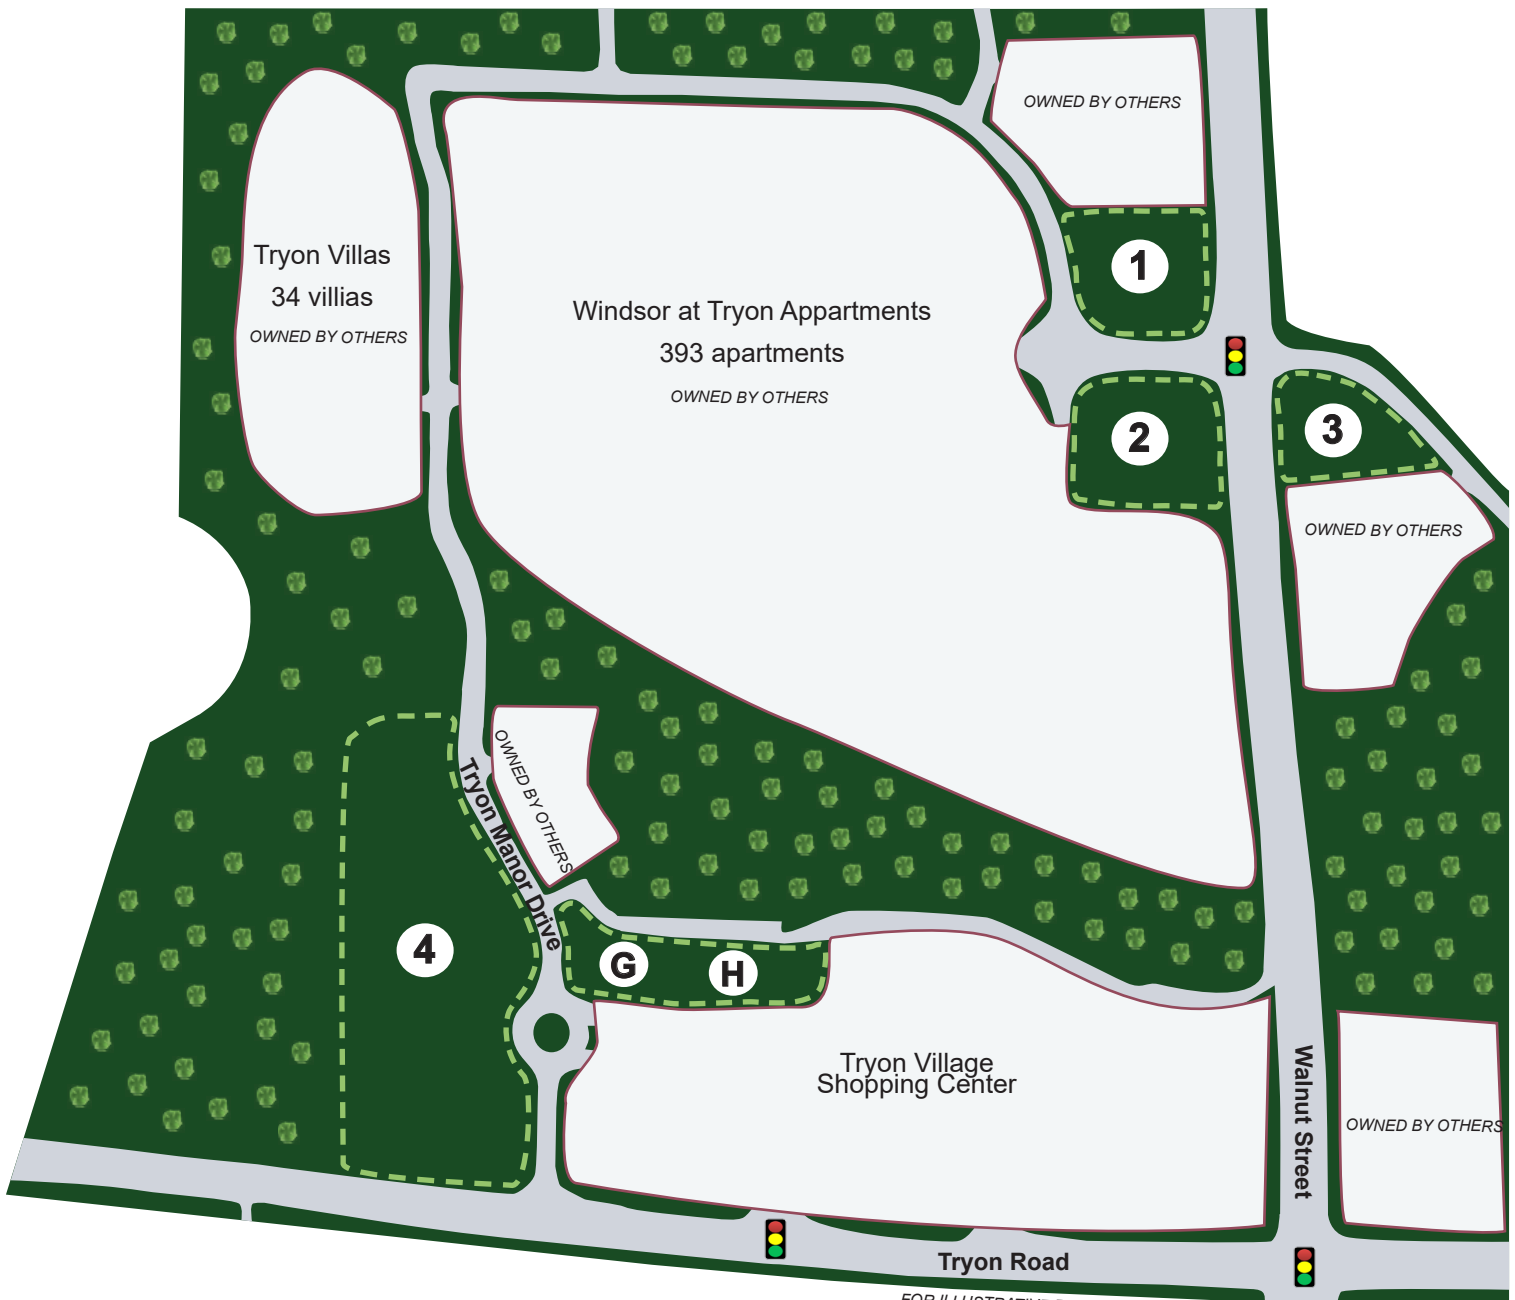 OWNED BY OTHERS
1
Tryon Villas
34 villias
OWNED BY OTHERS
Windsor at Tryon Appartments
393 apartments
OWNED BY OTHERS
2
3
OWNED BY OTHERS
OWNED BY OTHERS
Tryon Manor Drive
4
G
H
Tryon Village
Shopping Center
Walnut Street
OWNED BY OTHERS
Tryon Road